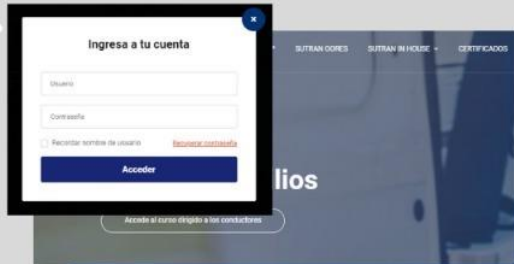 ×
Ingresa a tu cuenta
SUTRAN CORES
SUTRAN IN HOUSE
CERTIFICADOS
Usuario
Contraseña
Recordar nombre de usuario
Recuperar contraseña
Acceder
lios
Accede al curso dirigido a los conductores